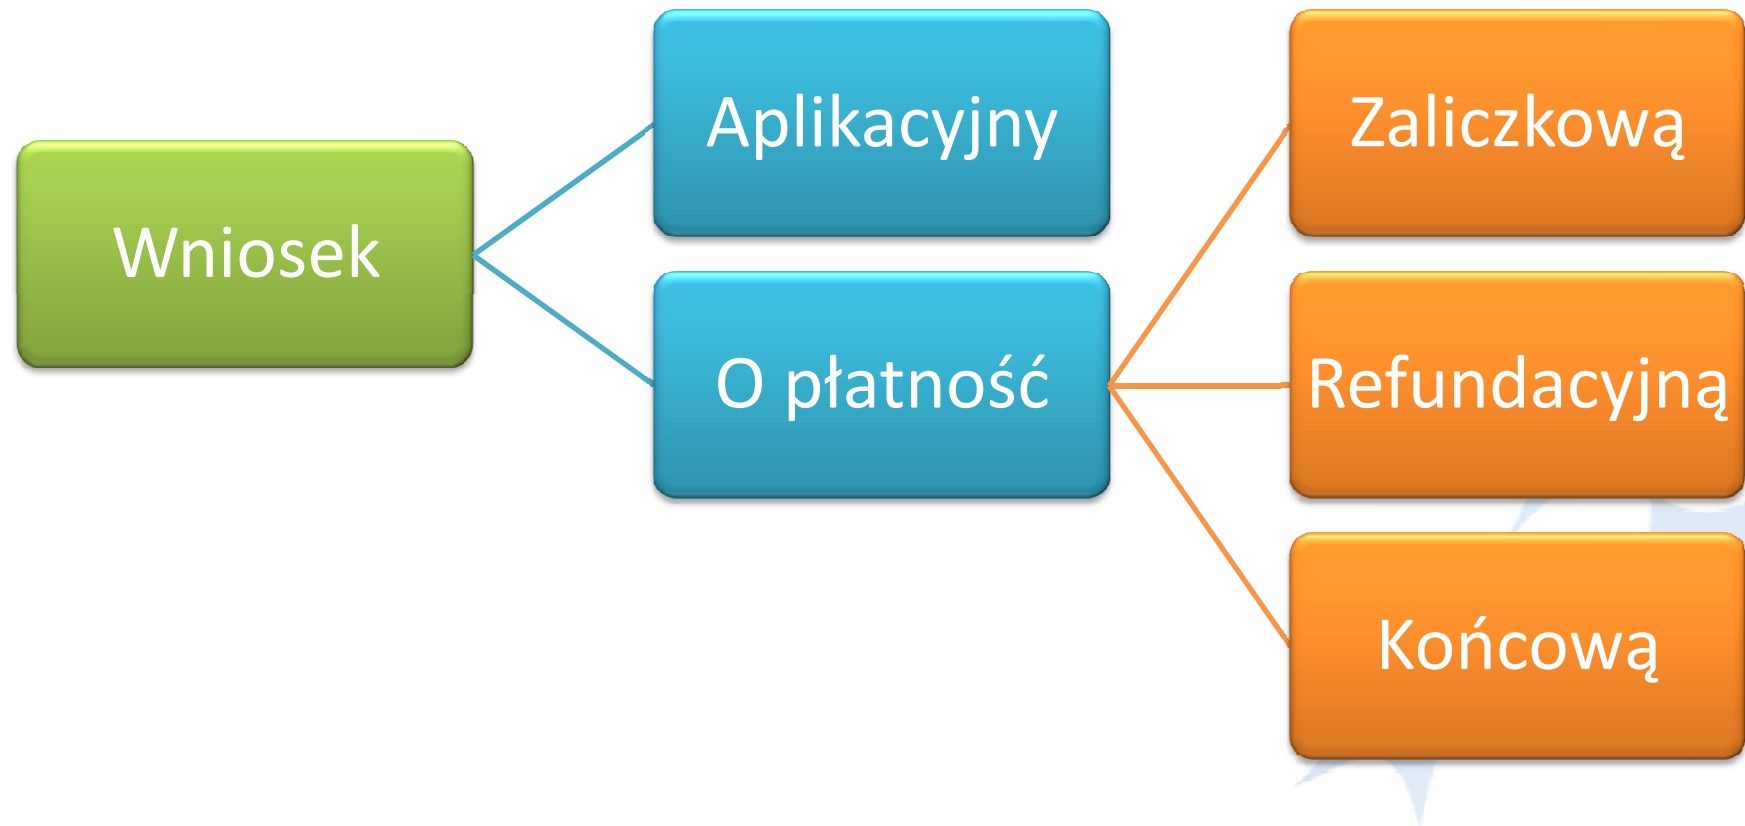 Wniosek
Aplikacyjny
O płatność
Zaliczkową
Refundacyjną
Końcową